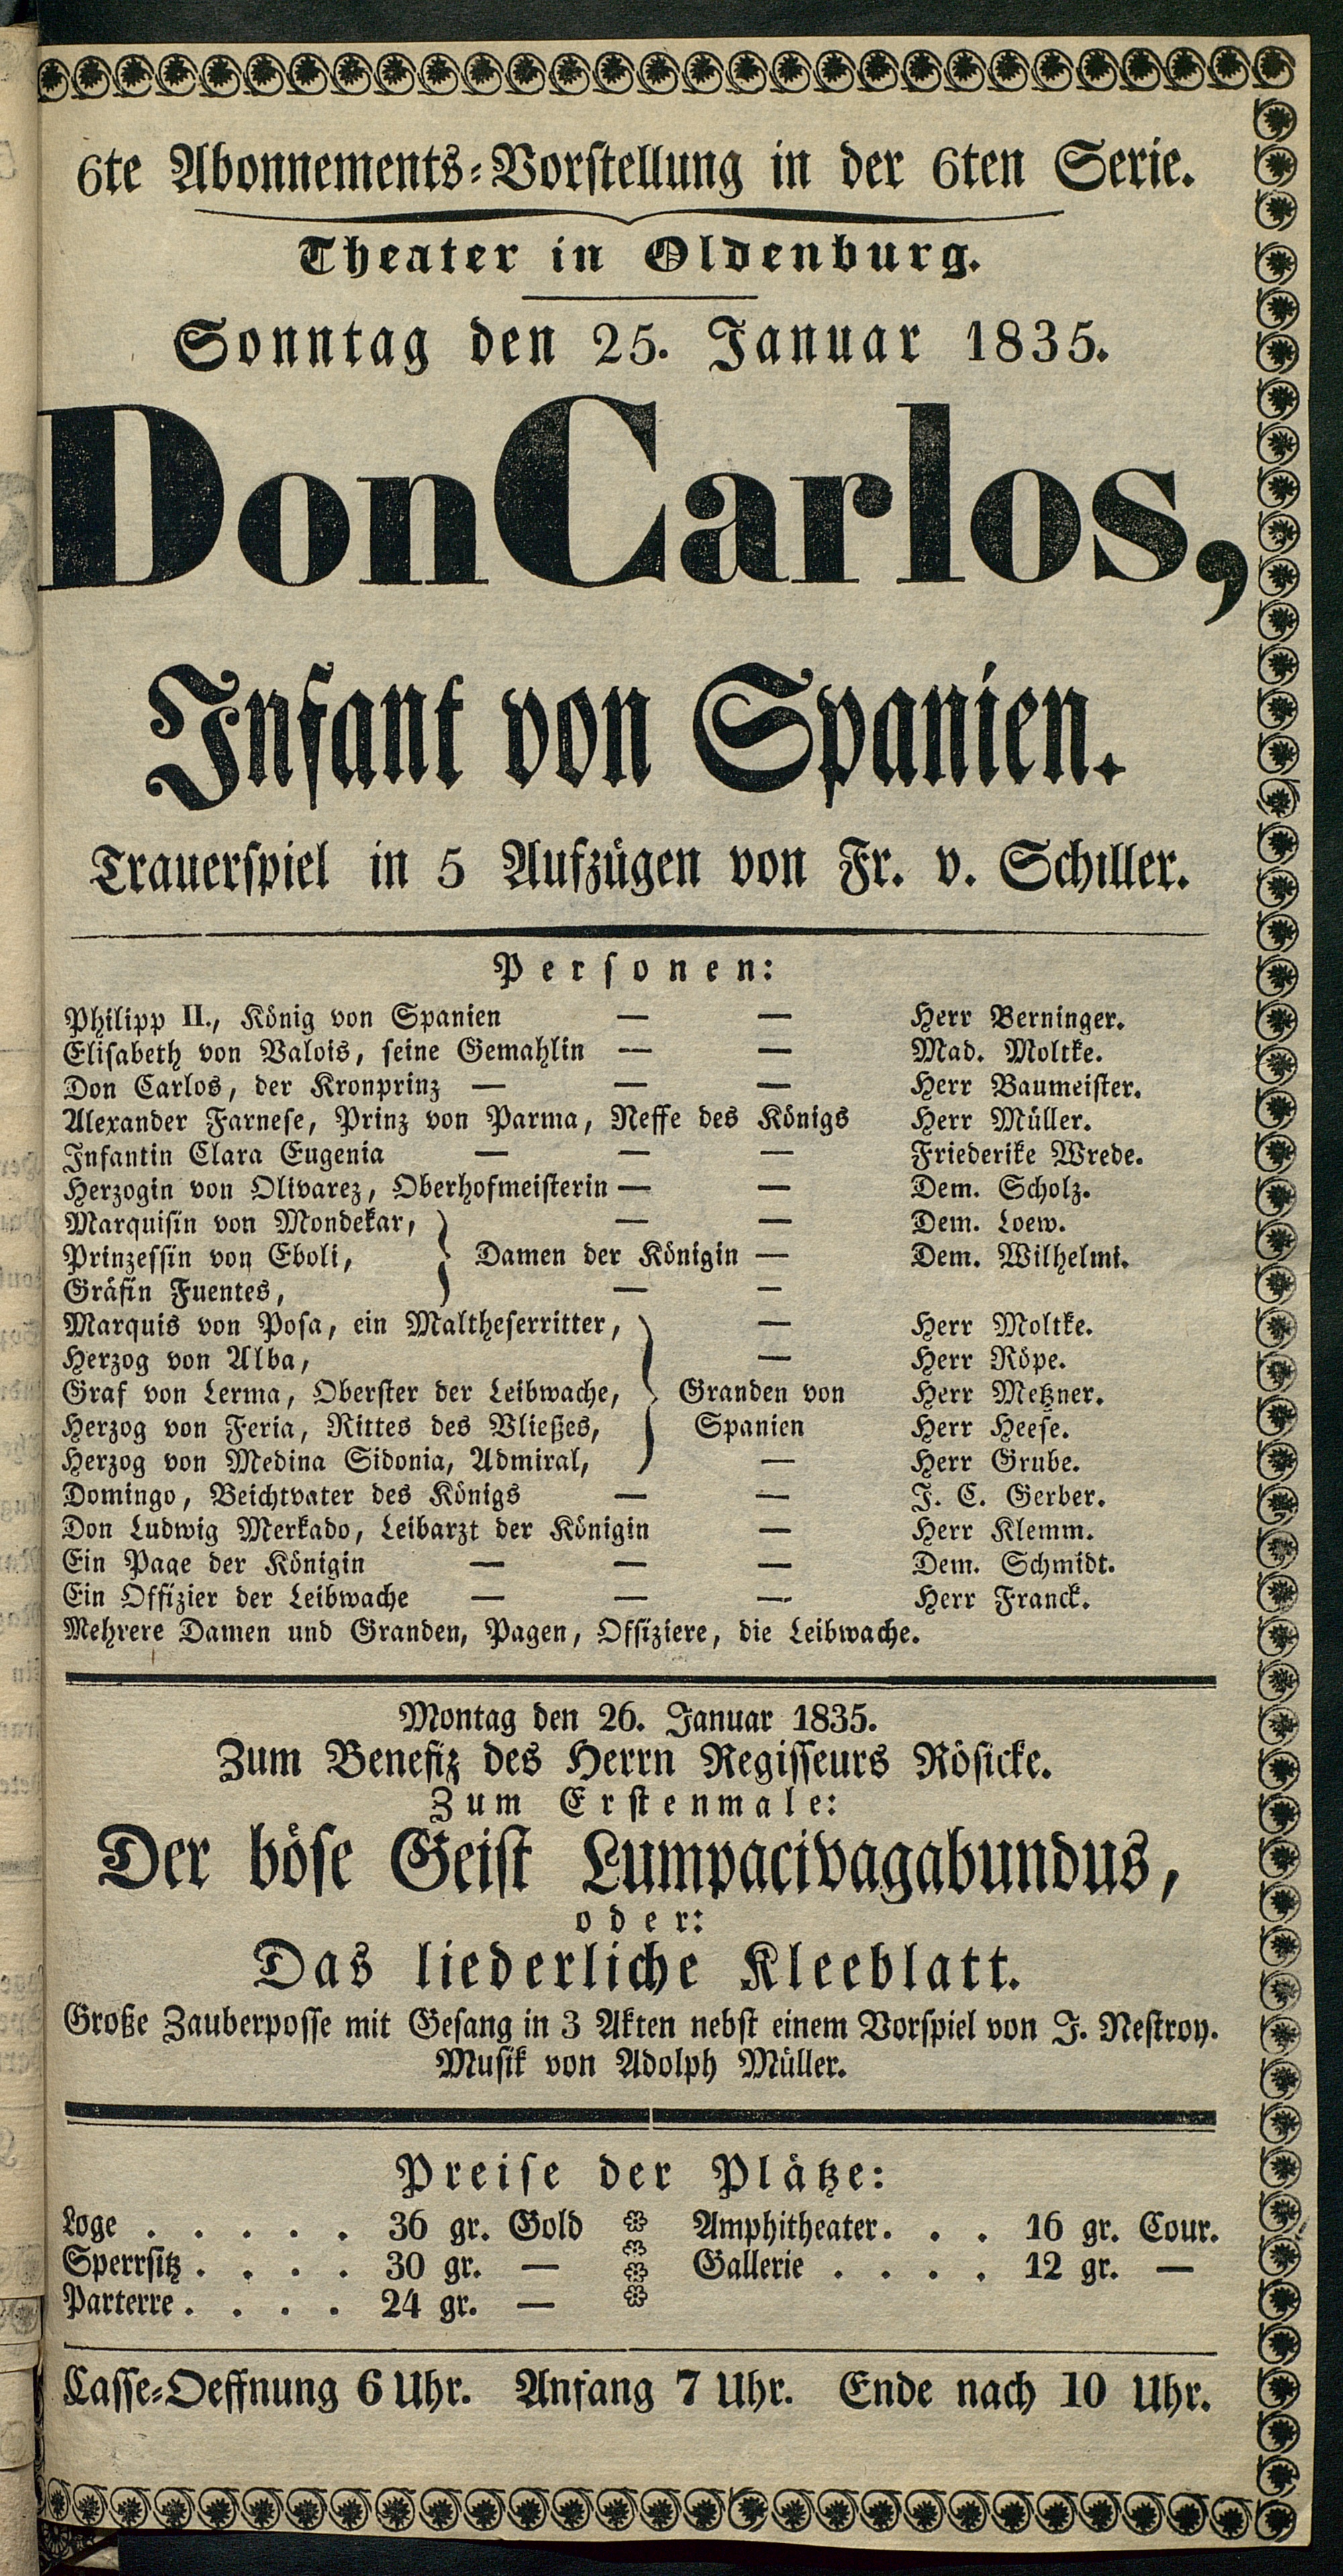 6te Abonnements-Vorstellung in der 6ten Serie.
Theater in Oldenburg.
Sonntag den 25. Januar 1835.
Don Carlos,
Infant von Spanien.
Trauerspiel in 5 Aufzügen von Fr. v. Schiller.
Personen:
Philipp II., König von Spanien — — Herr Berninger.
Elisabeth von Valois, seine Gemahlin — — Mad. Moltke.
Don Carlos, der Kronprinz — — — Herr Baumeister.
Alexander Farnese, Prinz von Parma, Neffe des Königs Herr Müller.
Infantin Clara Eugenia — — — Friederike Wrede.
Herzogin von Olivarez, Oberhofmeisterin — — Dem. Scholz.
Marquisin von Mondekar, — — Dem. Loew.
Prinzessin von Eboli, } Damen der Königin — Dem. Wilhelmi.
Gräfin Fuentes, — —
Marquis von Posa, ein Maltheserritter, — Herr Moltke.
Herzog von Alba, — Herr Röpe.
Graf von Lerma, Oberster der Leibwache, } Granden von Herr Metzner.
Herzog von Feria, Rittes des Vließes, Spanien Herr Heese.
Herzog von Medina Sidonia, Admiral, — Herr Grube.
Domingo, Beichtvater des Königs — — J. C. Gerber.
Don Ludwig Merkado, Leibarzt der Königin — Herr Klemm.
Ein Page der Königin — — — Dem. Schmidt.
Ein Offizier der Leibwache — — — Herr Franck.
Mehrere Damen und Granden, Pagen, Offiziere, die Leibwache.
Montag den 26. Januar 1835.
Zum Benefiz des Herrn Regisseurs Rösicke.
Zum Erstenmale:
Der böse Geist Lumpacivagabundus,
oder:
Das liederliche Kleeblatt.
Große Zauberposse mit Gesang in 3 Akten nebst einem Vorspiel von J. Nestroy.
Musik von Adolph Müller.
Preise der Plätze:
Loge . . . . . 36 gr. Gold Amphitheater. . . 16 gr. Cour.
Sperrsitz . . . . 30 gr. — Gallerie . . . . 12 gr. —
Parterre . . . . 24 gr. —
Casse-Oeffnung 6 Uhr. Anfang 7 Uhr. Ende nach 10 Uhr.